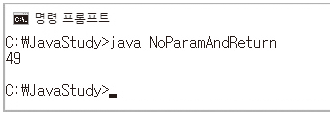 명령 프롬프트
C:₩JavaStudy>java NoParamAndReturn
49
C:₩JavaStudy>